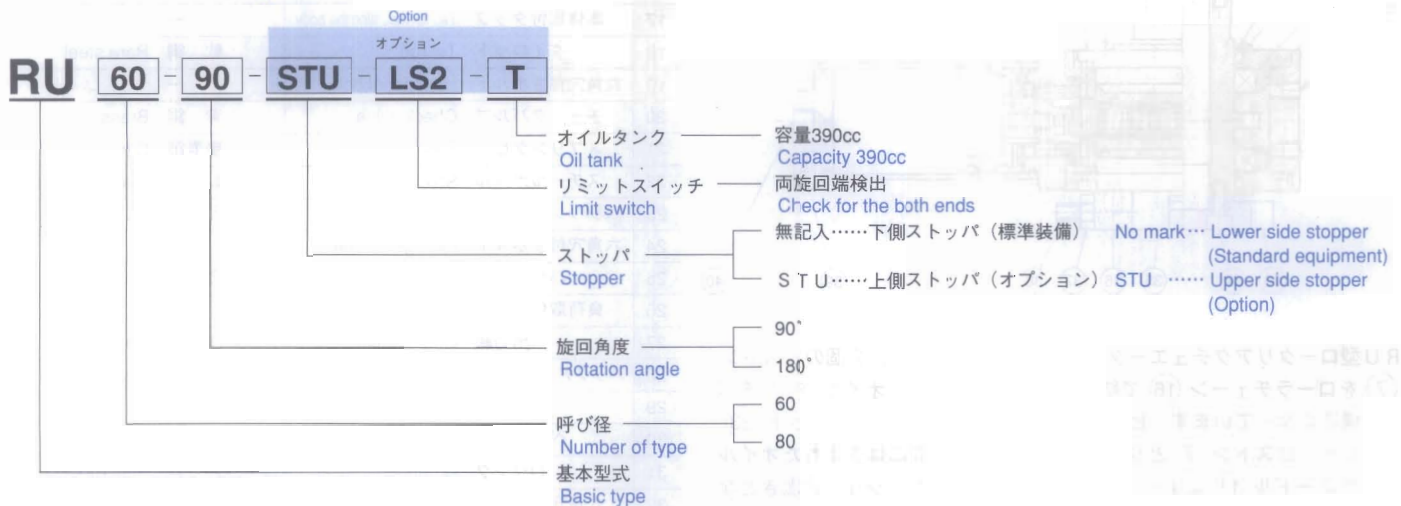 Option
オプション
RU 60 - 90 - STU - LS2 - T
オイルタンク 容量390cc
Oil tank Capacity 390cc
リミットスイッチ 両旋回端検出
Limit switch Check for the both ends
無記入……下側ストッパ（標準装備） No mark… Lower side stopper
(Standard equipment)
ストッパ
Stopper
ＳＴＵ……上側ストッパ（オプション） STU …… Upper side stopper
(Option)
旋回角度
Rotation angle
90°
180°
呼び径
Number of type
60
80
基本型式
Basic type